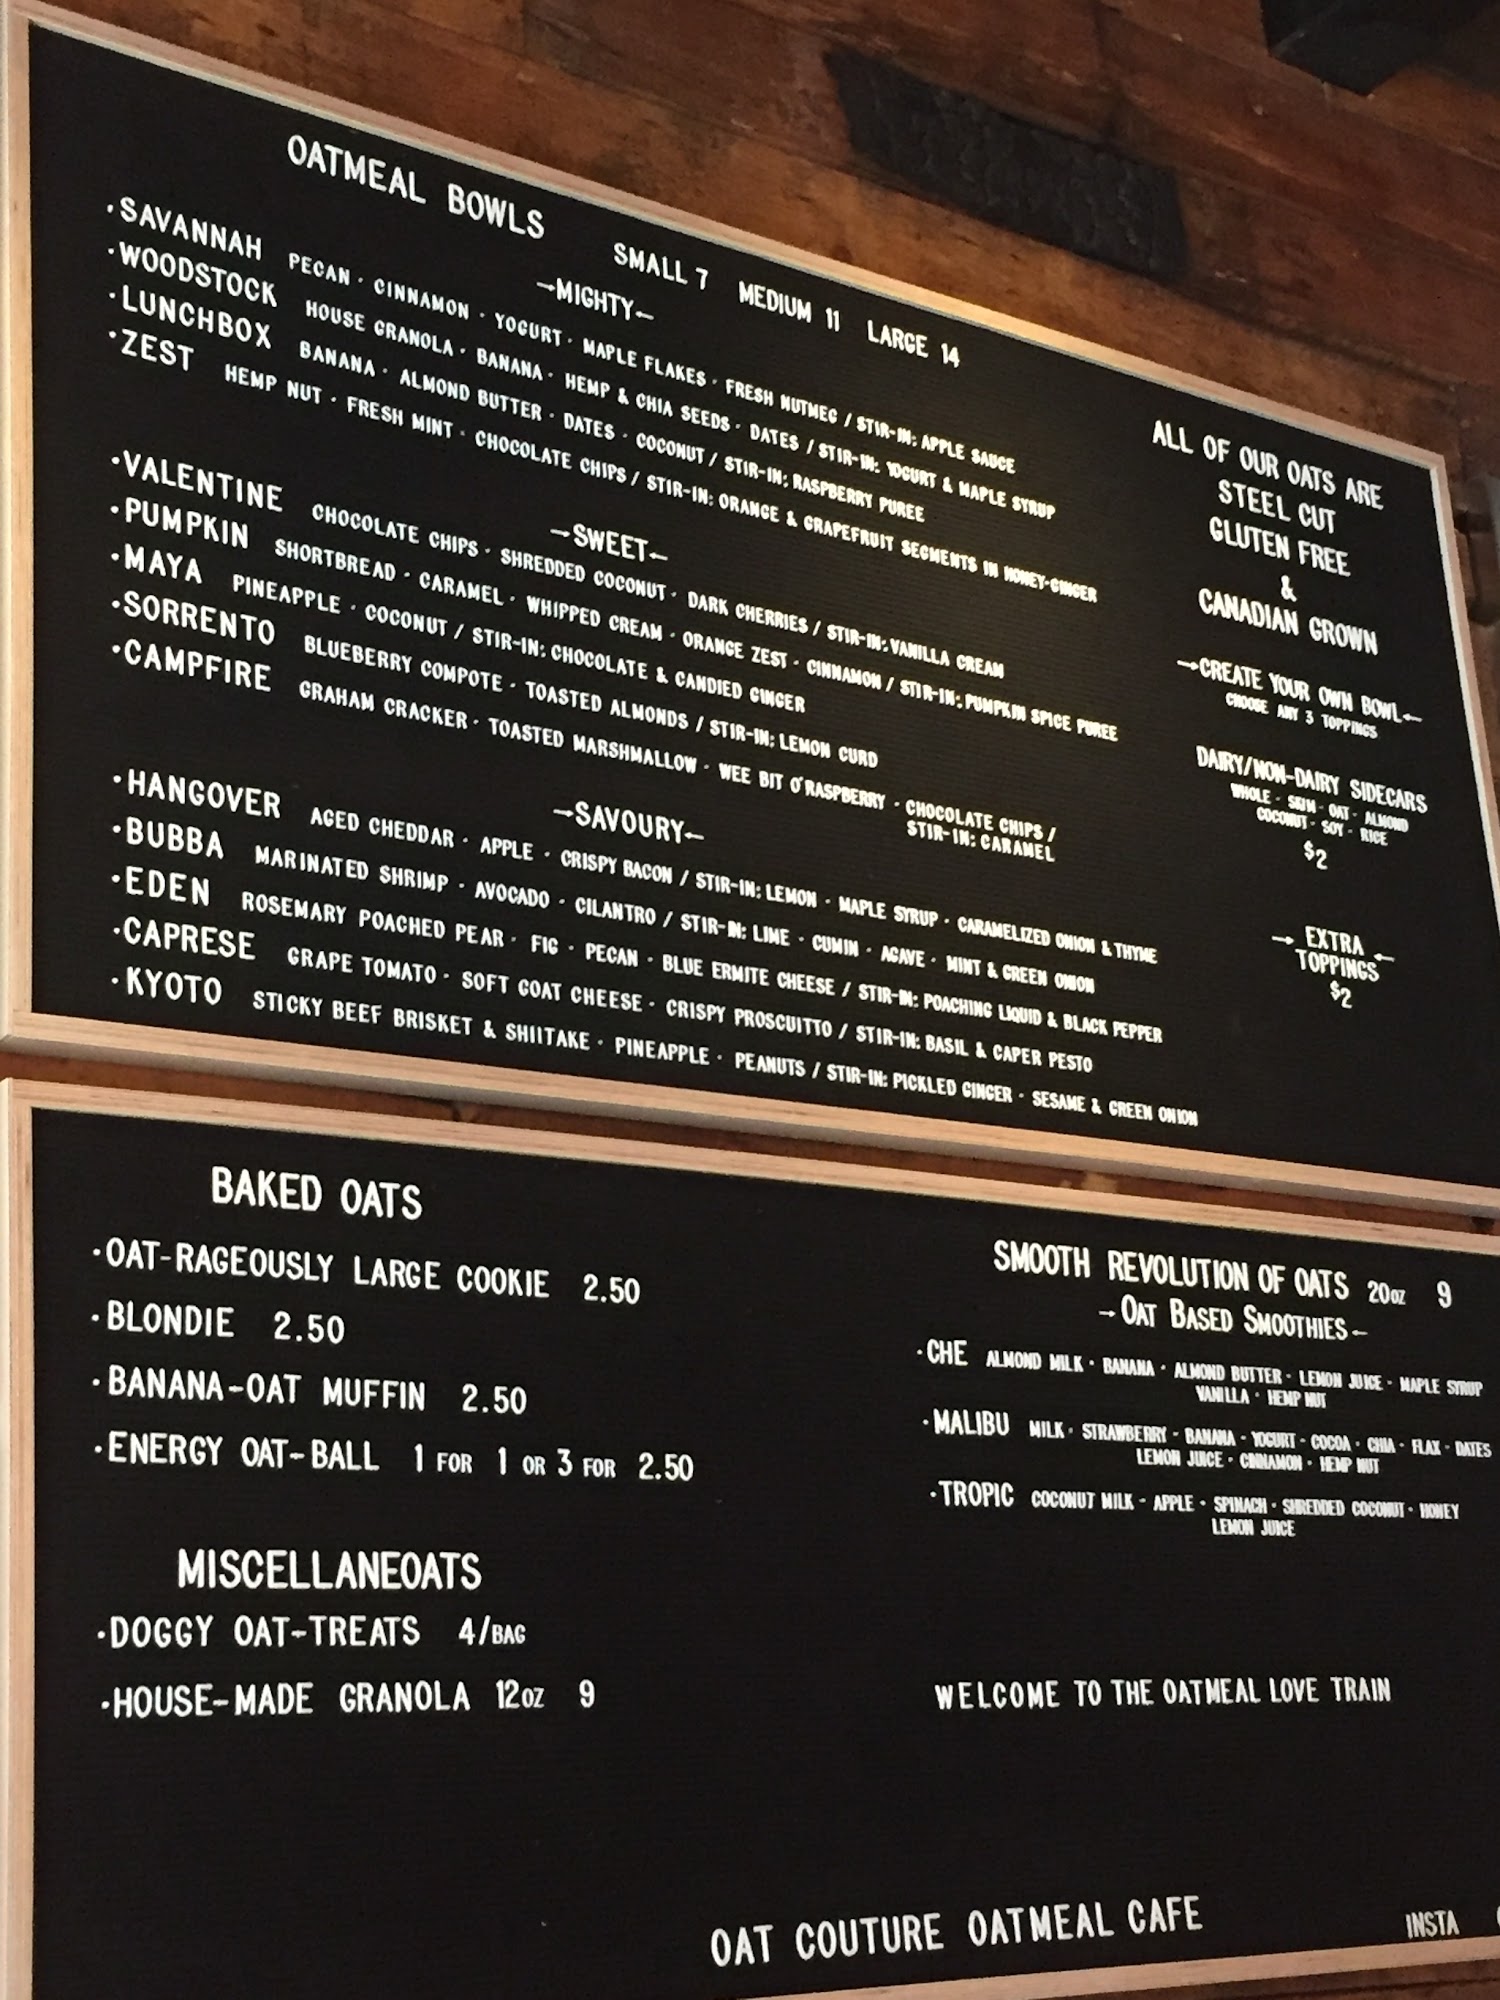 OATMEAL BOWLS SMALL 7 MEDIUM 11 LARGE 14
→MIGHTY←
·SAVANNAH PECAN · CINNAMON · YOGURT · MAPLE FLAKES · FRESH NUTMEG / STIR-IN: APPLE SAUCE
·WOODSTOCK HOUSE GRANOLA · BANANA · HEMP & CHIA SEEDS · DATES / STIR-IN: YOGURT & MAPLE SYRUP
·LUNCHBOX BANANA · ALMOND BUTTER · DATES · COCONUT / STIR-IN: RASPBERRY PUREE
·ZEST HEMP NUT · FRESH MINT · CHOCOLATE CHIPS / STIR-IN: ORANGE & GRAPEFRUIT SEGMENTS IN HONEY-GINGER
→SWEET←
·VALENTINE CHOCOLATE CHIPS · SHREDDED COCONUT · DARK CHERRIES / STIR-IN: VANILLA CREAM
·PUMPKIN SHORTBREAD · CARAMEL · WHIPPED CREAM · ORANGE ZEST · CINNAMON / STIR-IN: PUMPKIN SPICE PUREE
·MAYA PINEAPPLE · COCONUT / STIR-IN: CHOCOLATE & CANDIED GINGER
·SORRENTO BLUEBERRY COMPOTE · TOASTED ALMONDS / STIR-IN: LEMON CURD
·CAMPFIRE GRAHAM CRACKER · TOASTED MARSHMALLOW · WEE BIT O'RASPBERRY · CHOCOLATE CHIPS /
STIR-IN: CARAMEL
→SAVOURY←
·HANGOVER AGED CHEDDAR · APPLE · CRISPY BACON / STIR-IN: LEMON · MAPLE SYRUP · CARAMELIZED ONION & THYME
·BUBBA MARINATED SHRIMP · AVOCADO · CILANTRO / STIR-IN: LIME · CUMIN · AGAVE · MINT & GREEN ONION
·EDEN ROSEMARY POACHED PEAR · FIG · PECAN · BLUE ERMITE CHEESE / STIR-IN: POACHING LIQUID & BLACK PEPPER
·CAPRESE GRAPE TOMATO · SOFT GOAT CHEESE · CRISPY PROSCUITTO / STIR-IN: BASIL & CAPER PESTO
·KYOTO STICKY BEEF BRISKET & SHIITAKE · PINEAPPLE · PEANUTS / STIR-IN: PICKLED GINGER · SESAME & GREEN ONION
ALL OF OUR OATS ARE
STEEL CUT
GLUTEN FREE
&
CANADIAN GROWN
→CREATE YOUR OWN BOWL←
CHOOSE ANY 3 TOPPINGS
DAIRY/NON-DAIRY SIDECARS
WHOLE · SKIM · OAT · ALMOND
COCONUT · SOY · RICE
$2
→ EXTRA ←
TOPPINGS
$2
BAKED OATS
·OAT-RAGEOUSLY LARGE COOKIE 2.50
·BLONDIE 2.50
·BANANA-OAT MUFFIN 2.50
·ENERGY OAT-BALL 1 FOR 1 OR 3 FOR 2.50
MISCELLANEOATS
·DOGGY OAT-TREATS 4/BAG
·HOUSE-MADE GRANOLA 12OZ 9
SMOOTH REVOLUTION OF OATS 20OZ 9
→OAT BASED SMOOTHIES←
·CHE ALMOND MILK · BANANA · ALMOND BUTTER · LEMON JUICE · MAPLE SYRUP
VANILLA · HEMP NUT
·MALIBU MILK · STRAWBERRY · BANANA · YOGURT · COCOA · CHIA · FLAX · DATES
LEMON JUICE · CINNAMON · HEMP NUT
·TROPIC COCONUT MILK · APPLE · SPINACH · SHREDDED COCONUT · HONEY
LEMON JUICE
WELCOME TO THE OATMEAL LOVE TRAIN
OAT COUTURE OATMEAL CAFE
INSTA